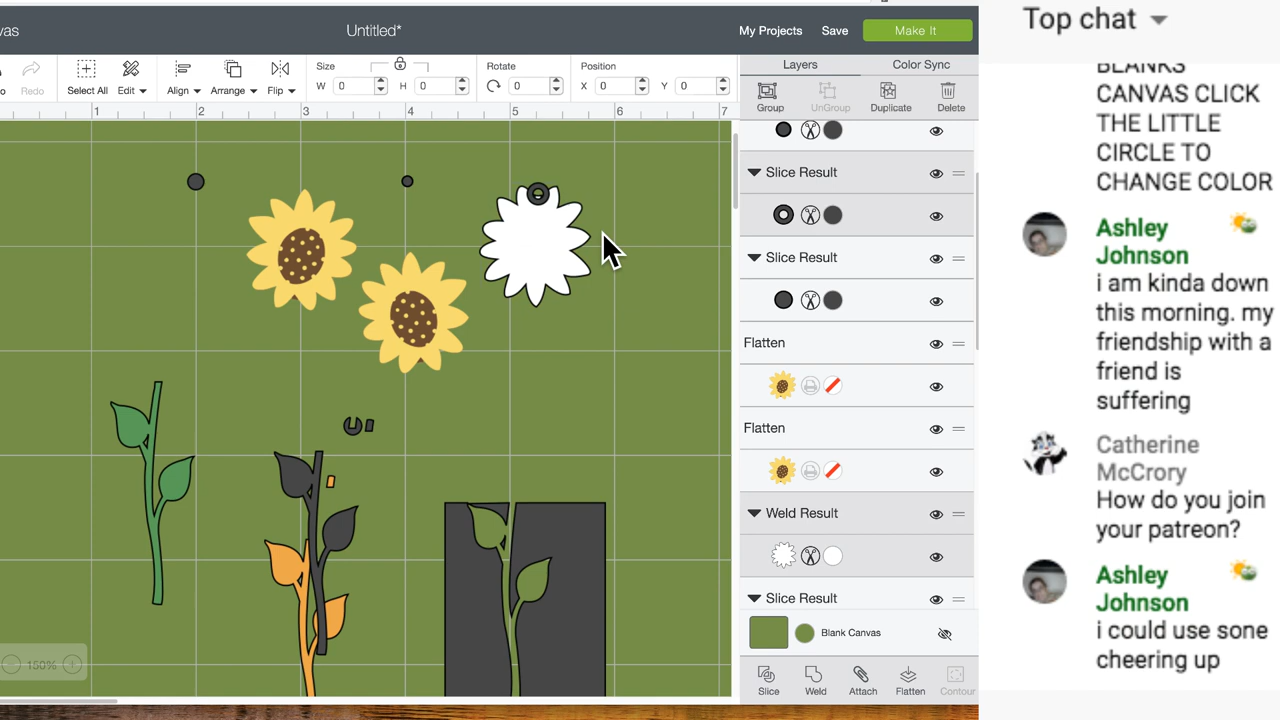 vas
Untitled*
My Projects
Save
Make It
Select All
Edit
Align
Arrange
Flip
Size
W 0
H 0
Rotate
0
Position
X 0
Y 0
Redo
1 2 3 4 5 6 7
Layers
Color Sync
Group
UnGroup
Duplicate
Delete
Slice Result
Slice Result
Flatten
Flatten
Weld Result
Slice Result
Blank Canvas
Slice
Weld
Attach
Flatten
Contour
150%
Top chat
BLANKS
CANVAS CLICK
THE LITTLE
CIRCLE TO
CHANGE COLOR
Ashley
Johnson
i am kinda down
this morning. my
friendship with a
friend is
suffering
Catherine
McCrory
How do you join
your patreon?
Ashley
Johnson
i could use sone
cheering up